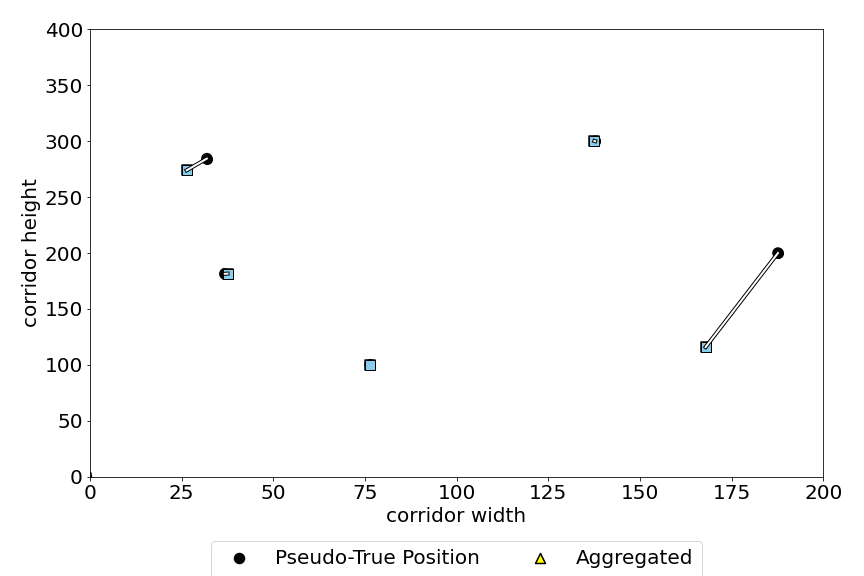 400
350
300
250
200
150
100
50
0
corridor height
0 25 50 75 100 125 150 175 200
corridor width
Pseudo-True Position Aggregated